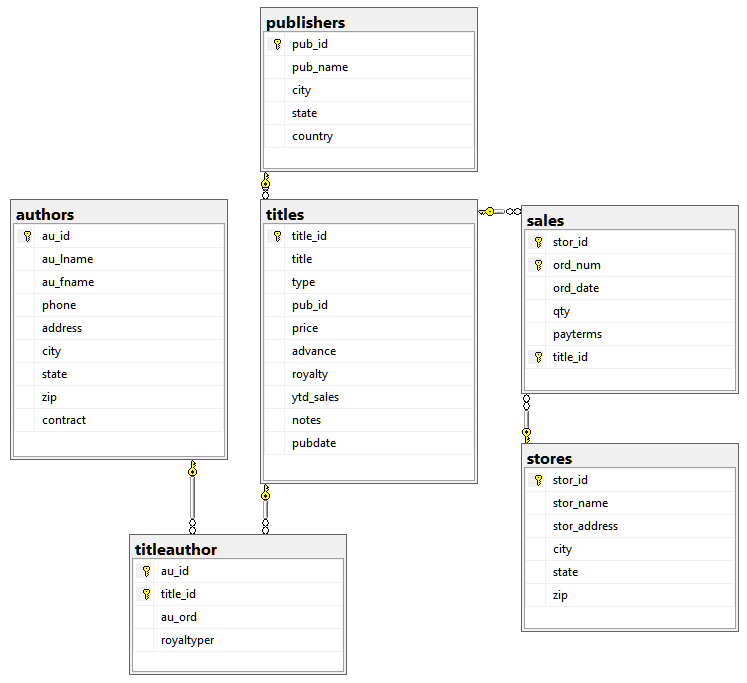 publishers
pub_id
pub_name
city
state
country
authors
au_id
au_lname
au_fname
phone
address
city
state
zip
contract
titles
title_id
title
type
pub_id
price
advance
royalty
ytd_sales
notes
pubdate
sales
stor_id
ord_num
ord_date
qty
payterms
title_id
stores
stor_id
stor_name
stor_address
city
state
zip
titleauthor
au_id
title_id
au_ord
royaltyper